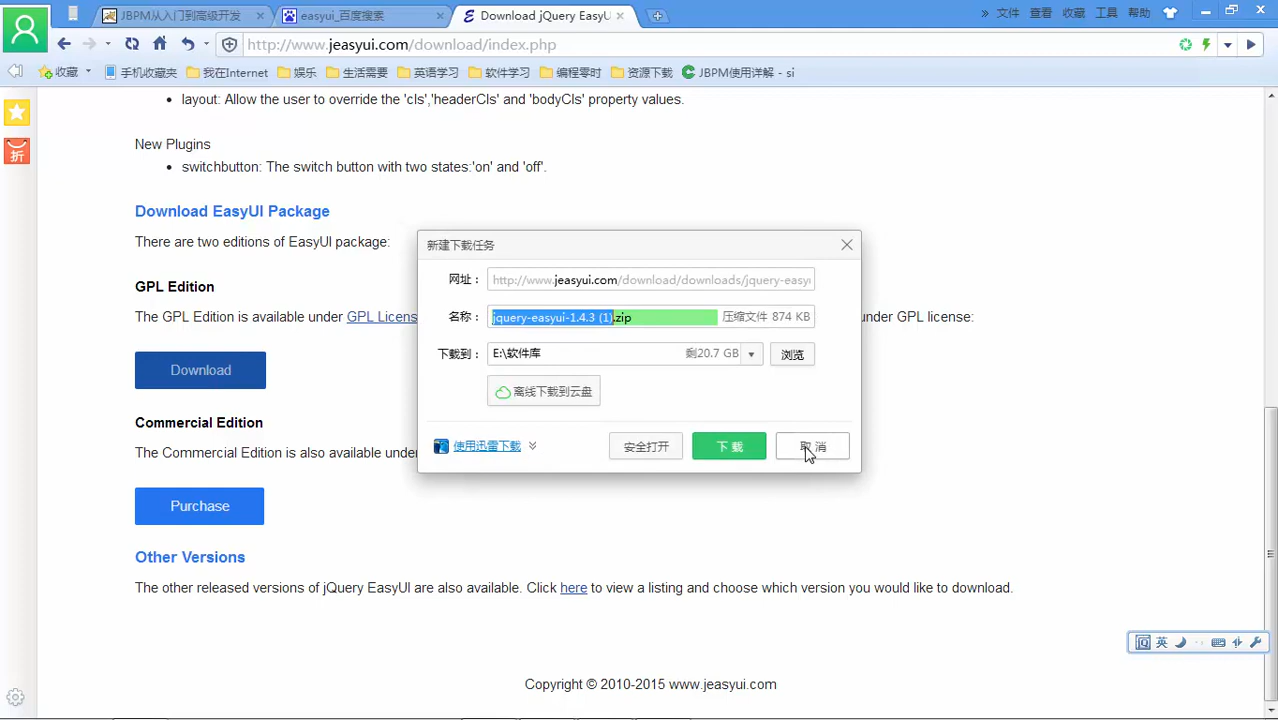 JBPM从入门到高级开发
easyui_百度搜索
Download jQuery EasyU
文件 查看 收藏 工具 帮助
http://www.jeasyui.com/download/index.php
收藏 手机收藏夹 我在Internet 娱乐 生活需要 英语学习 软件学习 编程零时 资源下载 JBPM使用详解 - si
折
layout: Allow the user to override the 'cls','headerCls' and 'bodyCls' property values.
New Plugins
switchbutton: The switch button with two states:'on' and 'off'.
Download EasyUI Package
There are two editions of EasyUI package:
GPL Edition
The GPL Edition is available under GPL Licens
under GPL license:
Download
Commercial Edition
The Commercial Edition is also available under
Purchase
新建下载任务
网址： http://www.jeasyui.com/download/downloads/jquery-easyu
名称： jquery-easyui-1.4.3 (1).zip 压缩文件 874 KB
下载到： E:\软件库 剩20.7 GB 浏览
离线下载到云盘
使用迅雷下载 安全打开 下载 取消
Other Versions
The other released versions of jQuery EasyUI are also available. Click here to view a listing and choose which version you would like to download.
英
Copyright © 2010-2015 www.jeasyui.com